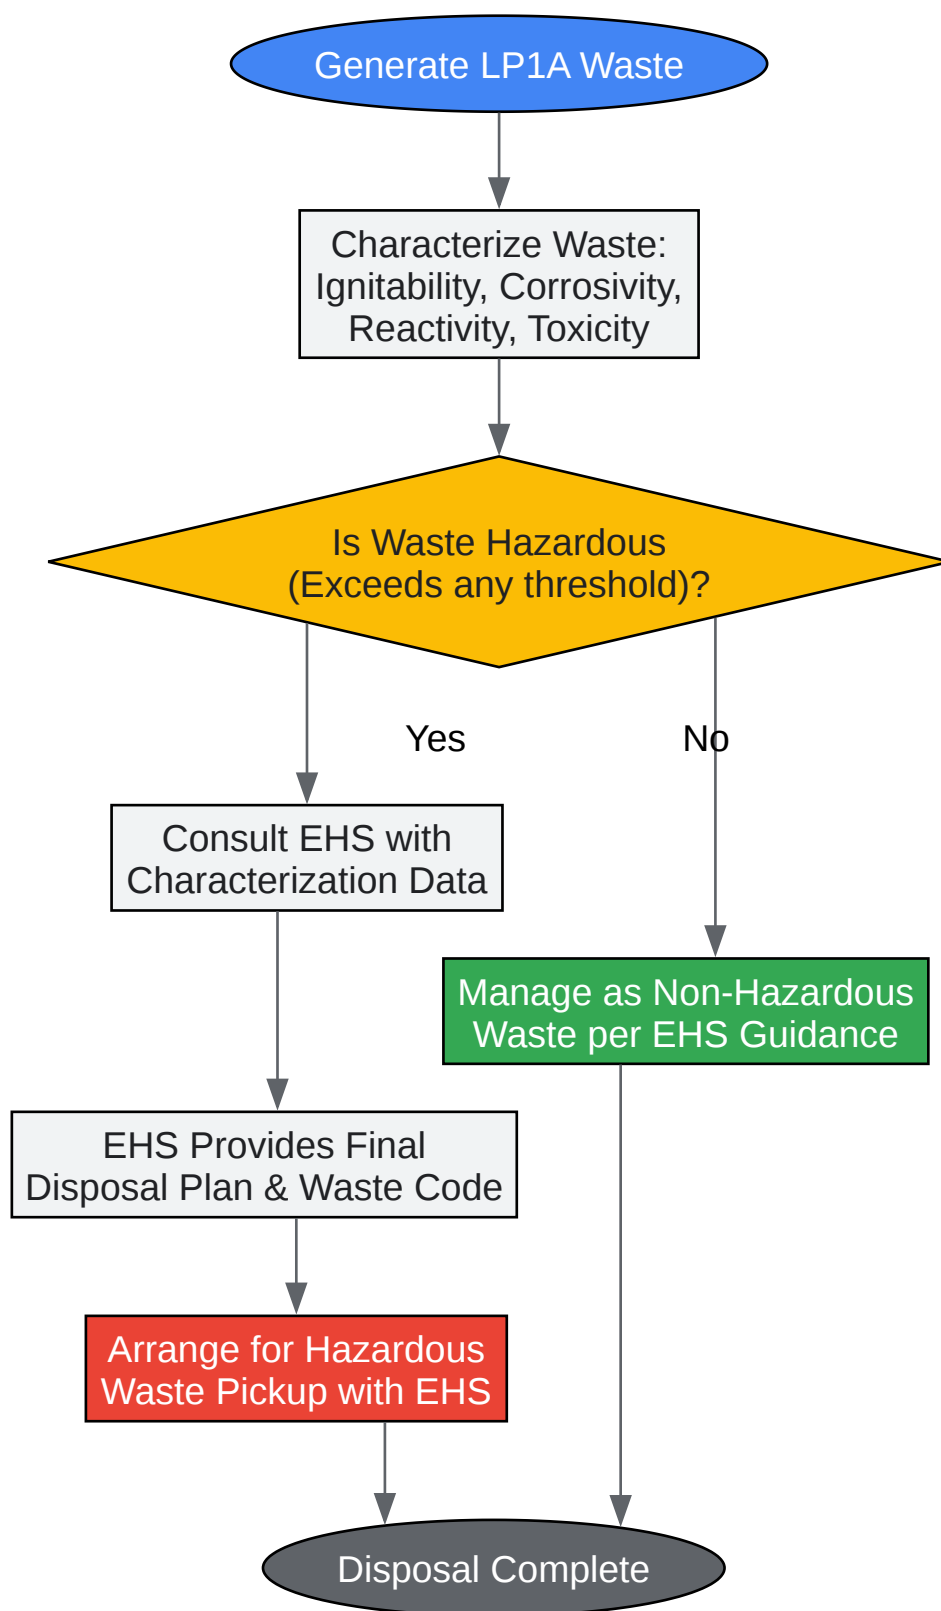 Generate LP1A Waste
Characterize Waste:
Ignitability, Corrosivity,
Reactivity, Toxicity
Is Waste Hazardous
(Exceeds any threshold)?
Yes
No
Consult EHS with
Characterization Data
Manage as Non-Hazardous
Waste per EHS Guidance
EHS Provides Final
Disposal Plan & Waste Code
Arrange for Hazardous
Waste Pickup with EHS
Disposal Complete